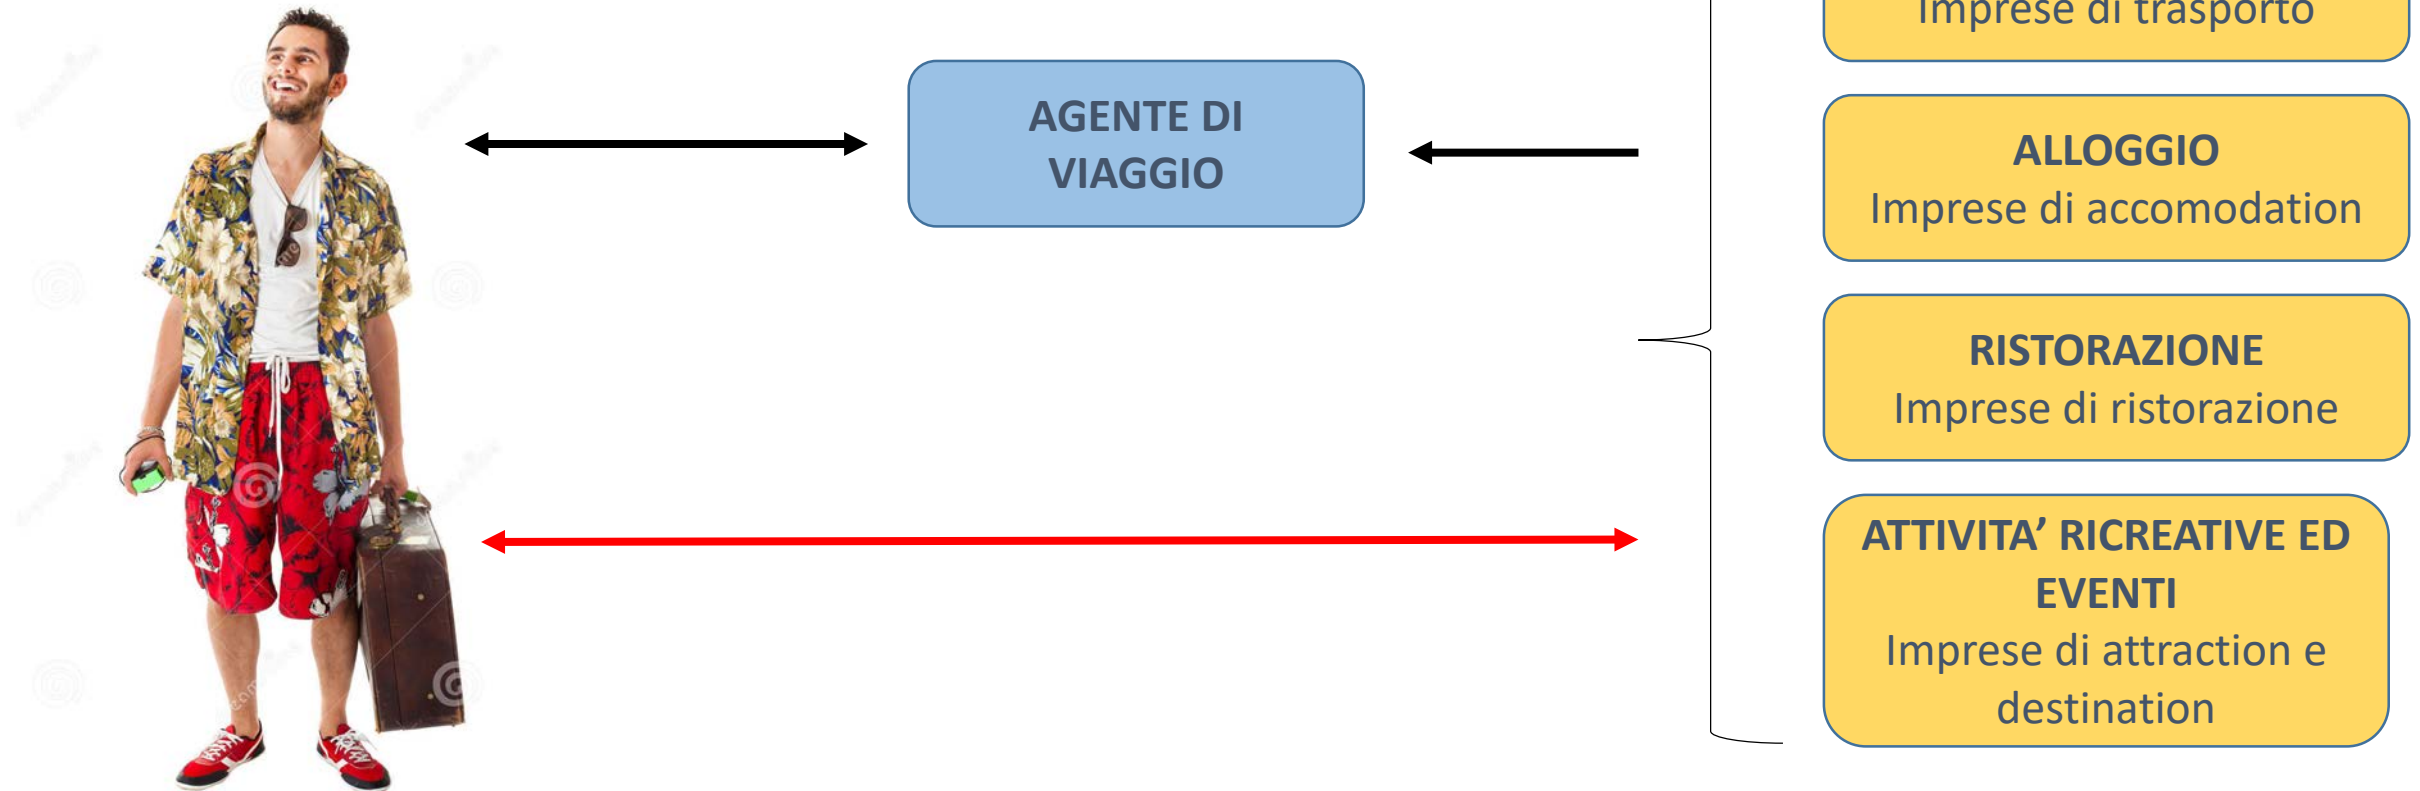 Imprese di trasporto
AGENTE DI
VIAGGIO
ALLOGGIO
Imprese di accomodation
RISTORAZIONE
Imprese di ristorazione
ATTIVITA’ RICREATIVE ED
EVENTI
Imprese di attraction e
destination